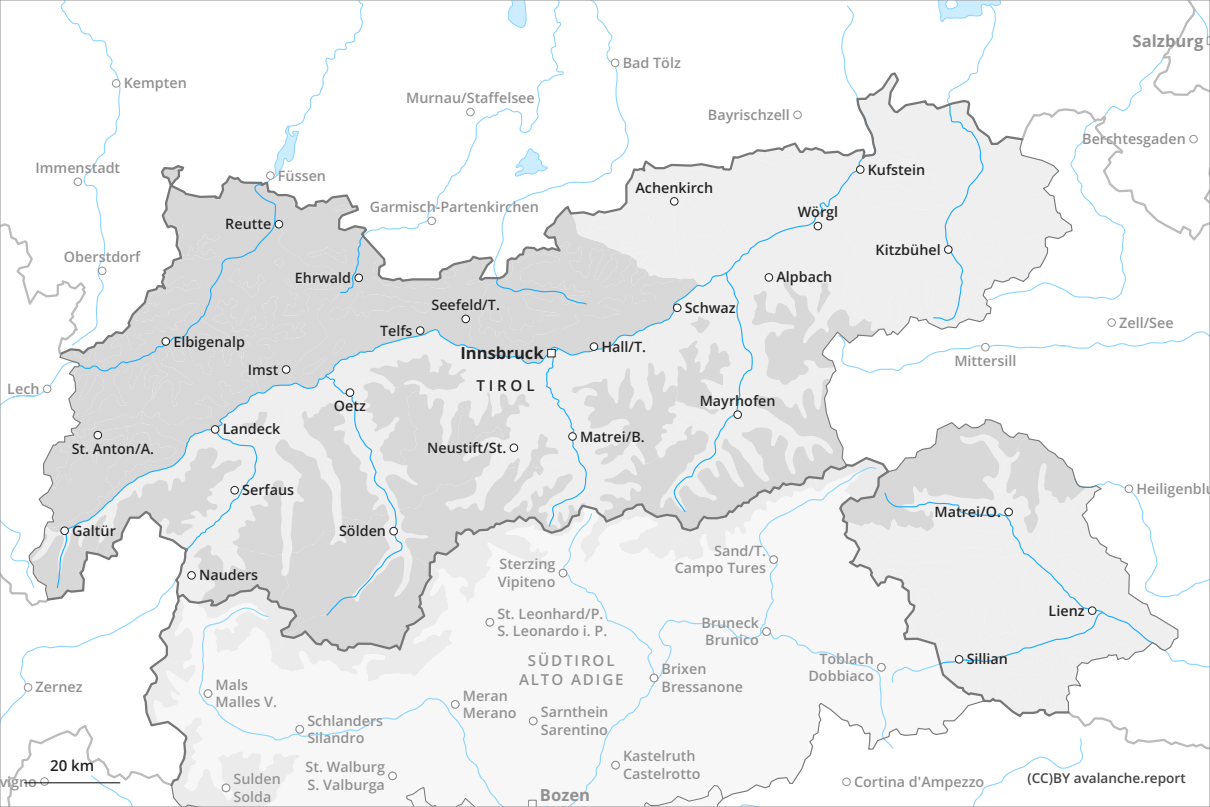 Salzburg
Bad Tölz
Kempten
Murnau/Staffelsee
Bayrischzell
Berchtesgaden
Immenstadt
Füssen
Kufstein
Achenkirch
Garmisch-Partenkirchen
Wörgl
Reutte
Kitzbühel
Oberstdorf
Ehrwald
Alpbach
Seefeld/T.
Schwaz
Telfs
Zell/See
Elbigenalp
Innsbruck
Hall/T.
Mittersill
Imst
TIROL
Lech
Oetz
Mayrhofen
Landeck
Matrei/B.
St. Anton/A.
Neustift/St.
Serfaus
Heiligenblu
Matrei/O.
Galtür
Sölden
Sand/T.
Campo Tures
Sterzing
Vipiteno
Nauders
Lienz
St. Leonhard/P.
S. Leonardo i. P.
Bruneck
Brunico
SÜDTIROL
ALTO ADIGE
Toblach
Dobbiaco
Sillian
Brixen
Bressanone
Zernez
Mals
Malles V.
Meran
Merano
Sarnthein
Sarentino
Schlanders
Silandro
Kastelruth
Castelrotto
20 km
St. Walburg
S. Valburga
vigno
Sulden
Solda
Cortina d'Ampezzo
(CC)BY avalanche.report
Bozen